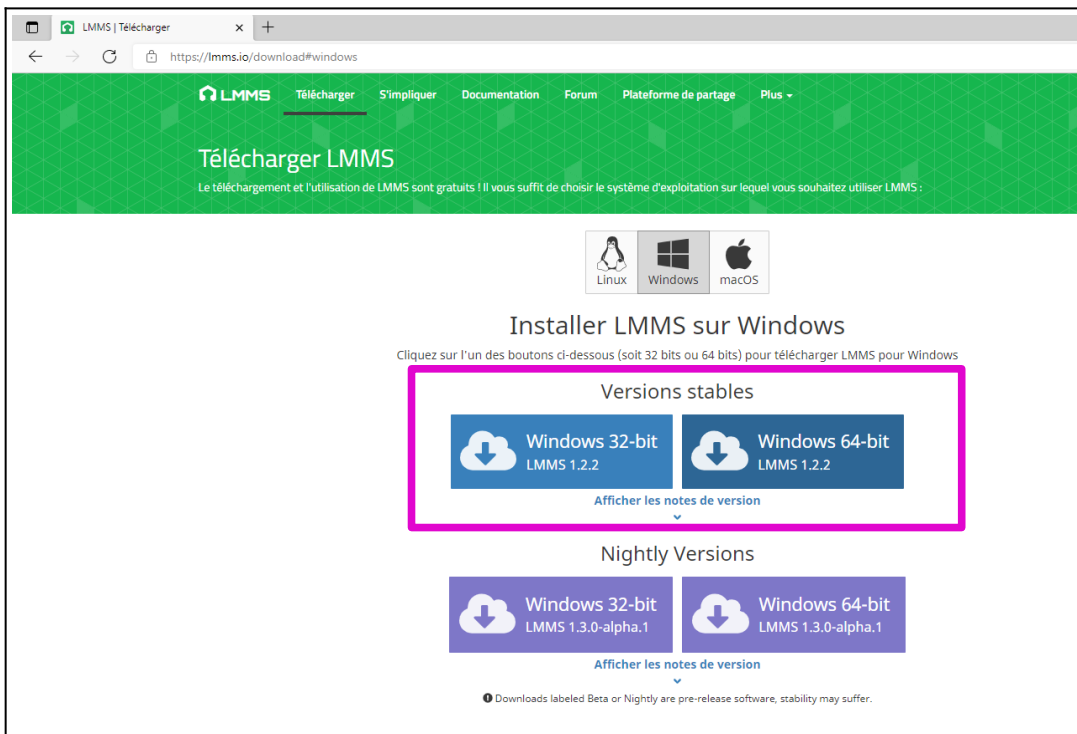 LMMS | Télécharger
https://lmms.io/download#windows
LMMS Télécharger S'impliquer Documentation Forum Plateforme de partage Plus
Télécharger LMMS
Le téléchargement et l'utilisation de LMMS sont gratuits ! Il vous suffit de choisir le système d'exploitation sur lequel vous souhaitez utiliser LMMS :
Linux Windows macOS
Installer LMMS sur Windows
Cliquez sur l'un des boutons ci-dessous (soit 32 bits ou 64 bits) pour télécharger LMMS pour Windows
Versions stables
Windows 32-bit Windows 64-bit
LMMS 1.2.2 LMMS 1.2.2
Afficher les notes de version
Nightly Versions
Windows 32-bit Windows 64-bit
LMMS 1.3.0-alpha.1 LMMS 1.3.0-alpha.1
Afficher les notes de version
Downloads labeled Beta or Nightly are pre-release software, stability may suffer.